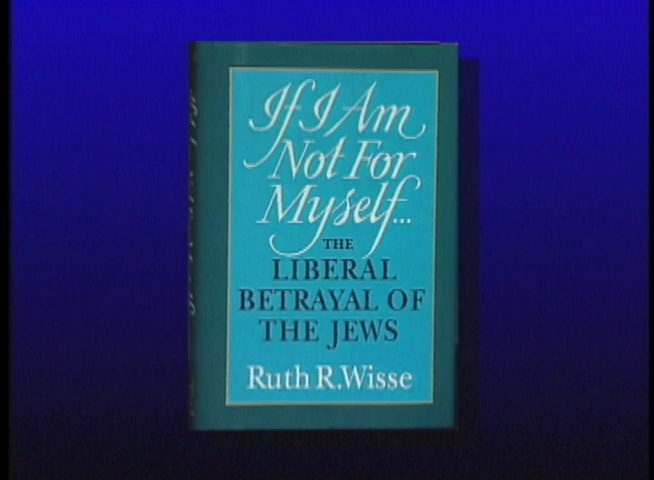 If I Am
Not For
Myself...
THE
LIBERAL
BETRAYAL OF
THE JEWS
Ruth R. Wisse